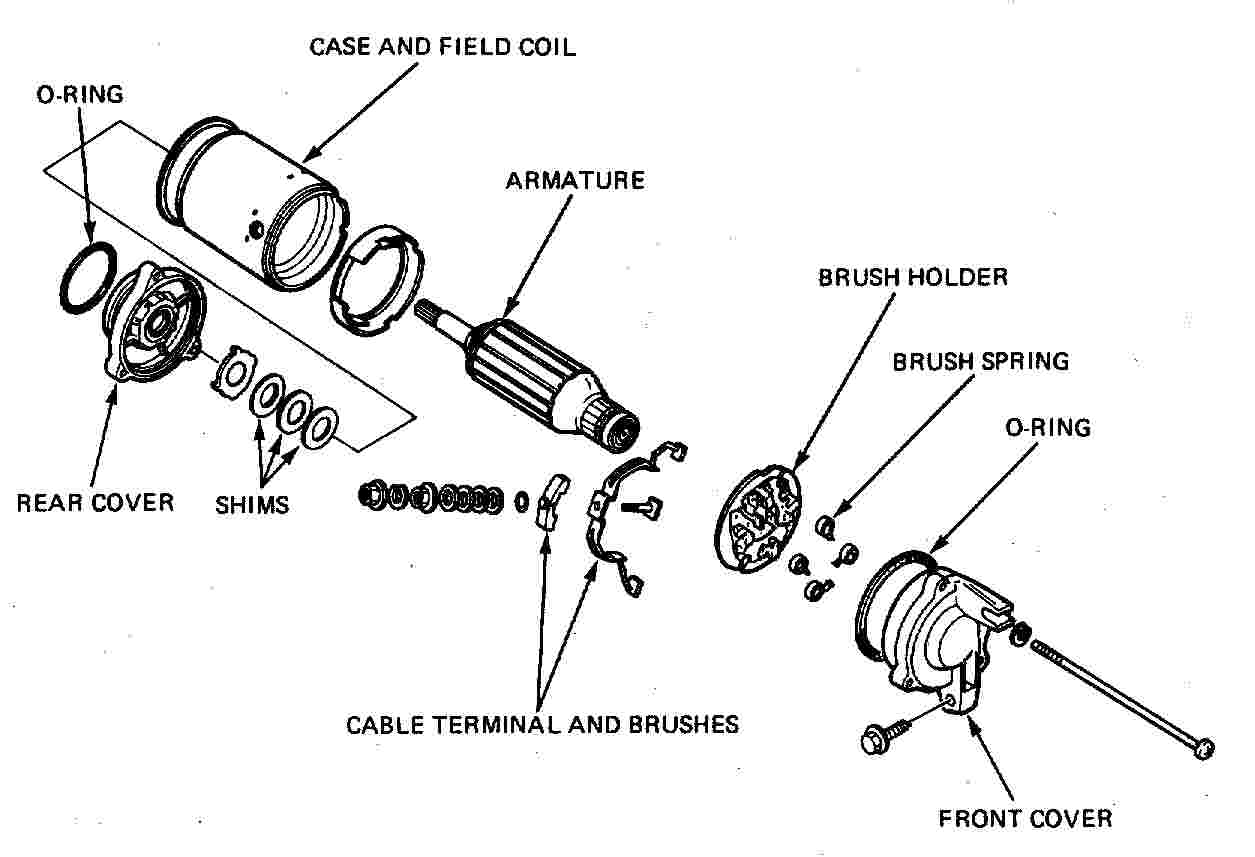 CASE AND FIELD COIL
O-RING
ARMATURE
BRUSH HOLDER
BRUSH SPRING
O-RING
REAR COVER
SHIMS
CABLE TERMINAL AND BRUSHES
FRONT COVER